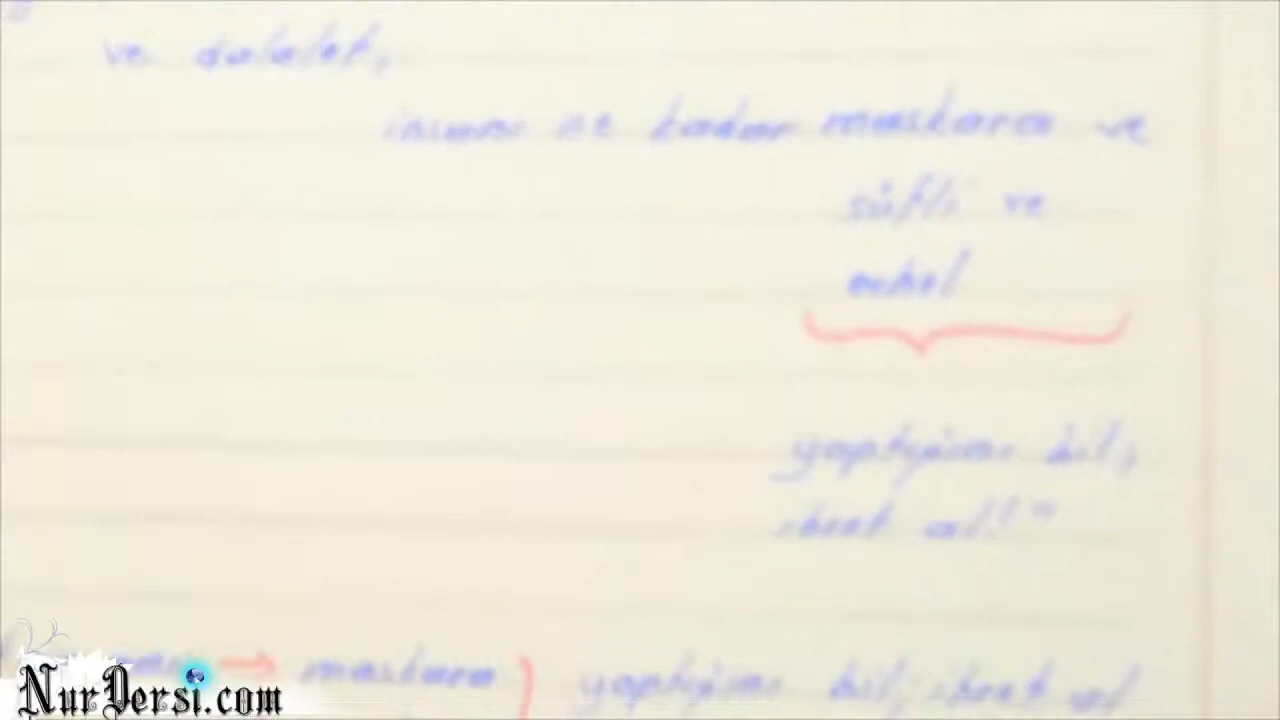 ve dalalet,
insanı ne kadar maskara ve
süfli ve
echel
yaptığını bil,
ibret al!"
→ maskara } yaptığını bil, ibret al
NurDersi.com